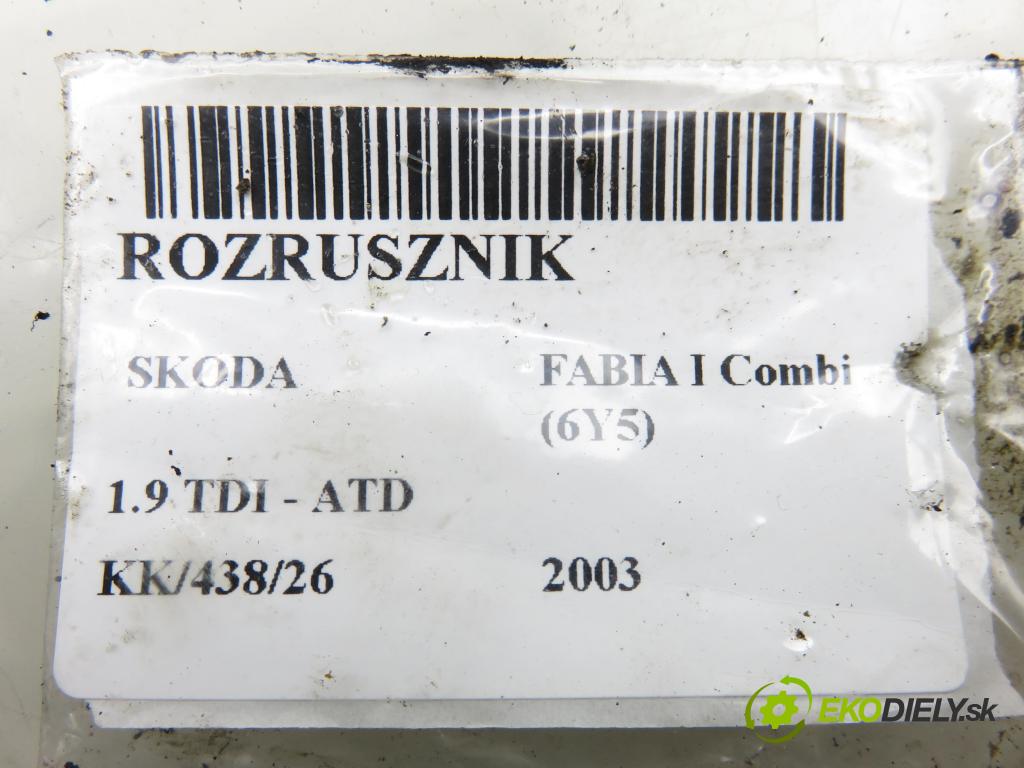 ROZRUSZNIK
SKODA
FABIA I Combi
(6Y5)
1.9 TDI - ATD
KK/438/26
2003
EKODIELY.sk